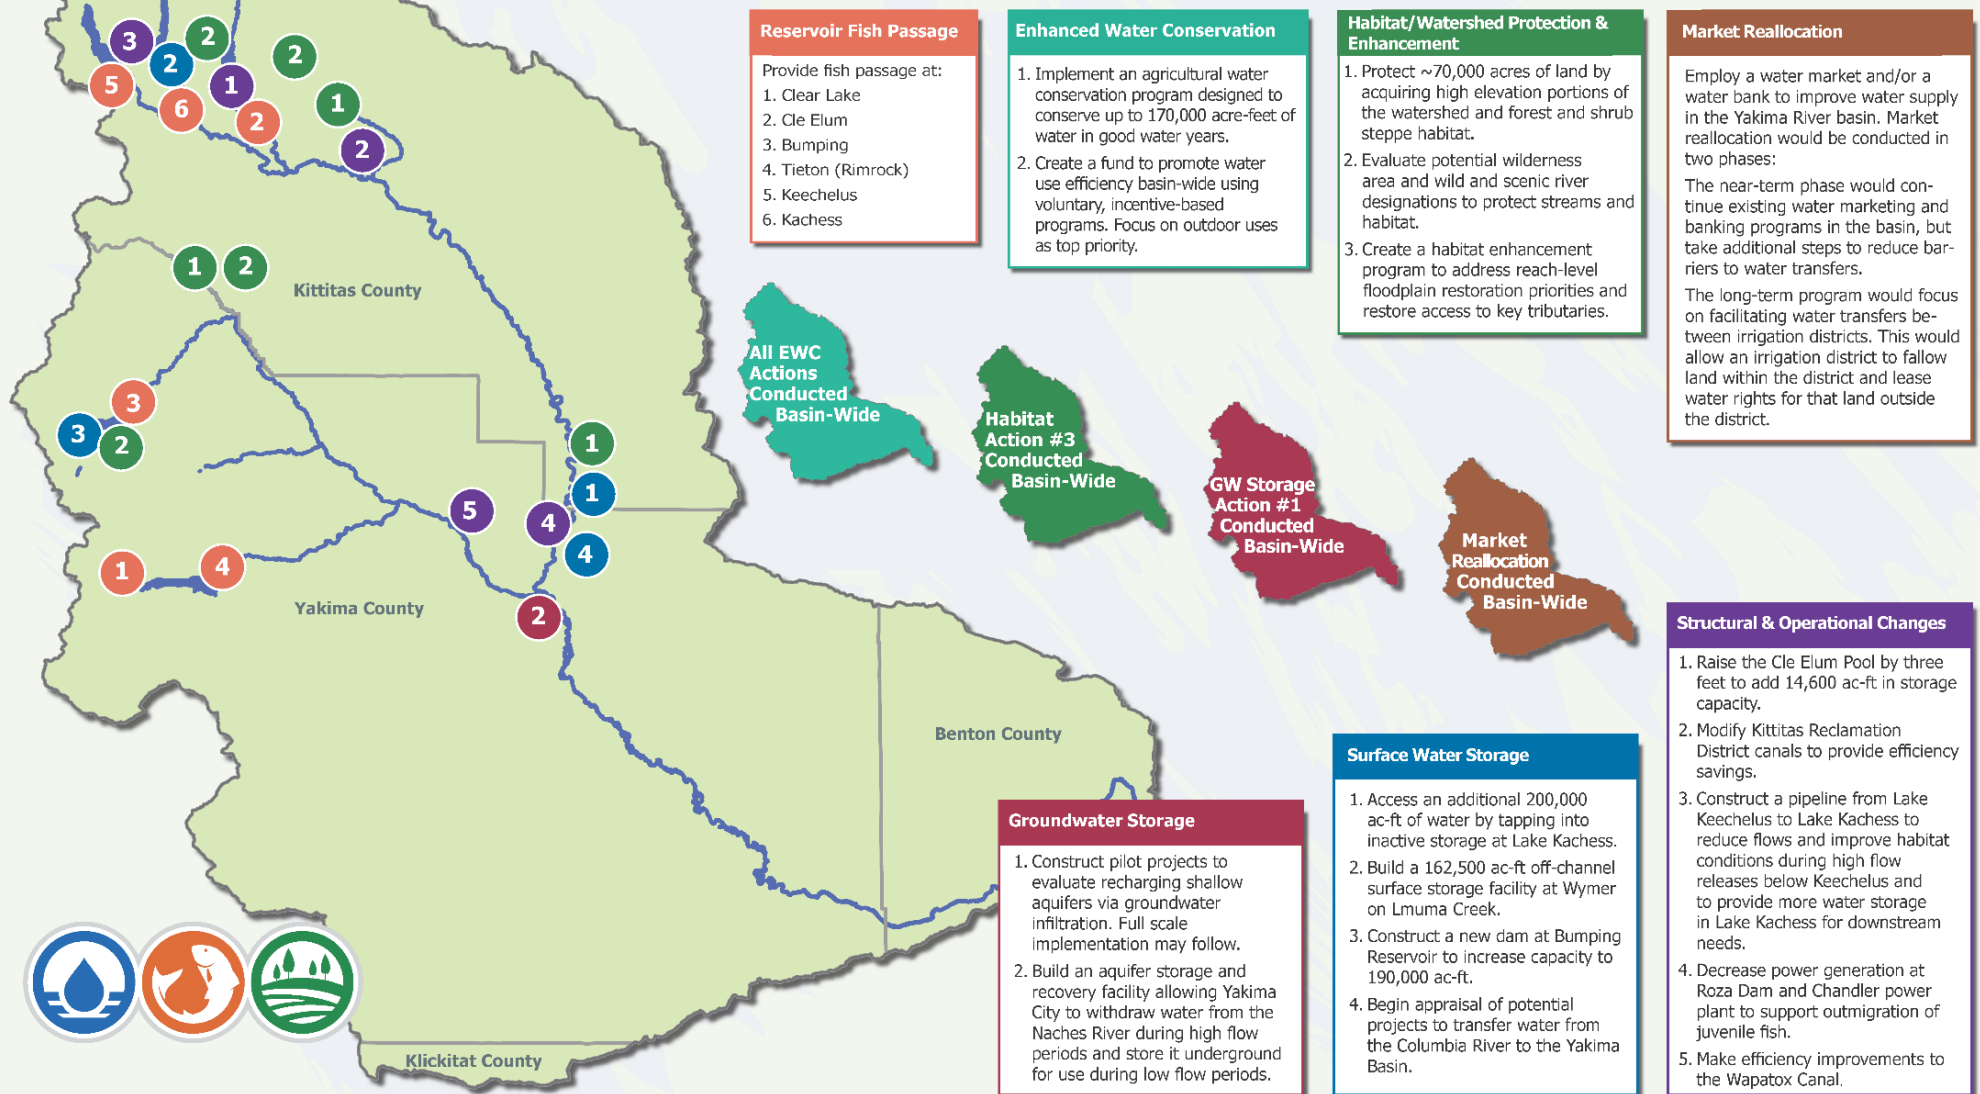 3
2
2
2
5
6
1
2
1
2
1
2
Kittitas County
3
3
2
1
1
5
4
4
1
4
2
Yakima County
Benton County
Klickitat County
Reservoir Fish Passage
Provide fish passage at:
1. Clear Lake
2. Cle Elum
3. Bumping
4. Tieton (Rimrock)
5. Keechelus
6. Kachess
Enhanced Water Conservation
1. Implement an agricultural water
conservation program designed to
conserve up to 170,000 acre-feet of
water in good water years.
2. Create a fund to promote water
use efficiency basin-wide using
voluntary, incentive-based
programs. Focus on outdoor uses
as top priority.
Habitat/Watershed Protection &
Enhancement
1. Protect ~70,000 acres of land by
acquiring high elevation portions of
the watershed and forest and shrub
steppe habitat.
2. Evaluate potential wilderness
area and wild and scenic river
designations to protect streams and
habitat.
3. Create a habitat enhancement
program to address reach-level
floodplain restoration priorities and
restore access to key tributaries.
Market Reallocation
Employ a water market and/or a
water bank to improve water supply
in the Yakima River basin. Market
reallocation would be conducted in
two phases:
The near-term phase would con-
tinue existing water marketing and
banking programs in the basin, but
take additional steps to reduce bar-
riers to water transfers.
The long-term program would focus
on facilitating water transfers be-
tween irrigation districts. This would
allow an irrigation district to fallow
land within the district and lease
water rights for that land outside
the district.
All EWC
Actions
Conducted
Basin-Wide
Habitat
Action #3
Conducted
Basin-Wide
GW Storage
Action #1
Conducted
Basin-Wide
Market
Reallocation
Conducted
Basin-Wide
Groundwater Storage
1. Construct pilot projects to
evaluate recharging shallow
aquifers via groundwater
infiltration. Full scale
implementation may follow.
2. Build an aquifer storage and
recovery facility allowing Yakima
City to withdraw water from the
Naches River during high flow
periods and store it underground
for use during low flow periods.
Surface Water Storage
1. Access an additional 200,000
ac-ft of water by tapping into
inactive storage at Lake Kachess.
2. Build a 162,500 ac-ft off-channel
surface storage facility at Wymer
on Lmuma Creek.
3. Construct a new dam at Bumping
Reservoir to increase capacity to
190,000 ac-ft.
4. Begin appraisal of potential
projects to transfer water from
the Columbia River to the Yakima
Basin.
Structural & Operational Changes
1. Raise the Cle Elum Pool by three
feet to add 14,600 ac-ft in storage
capacity.
2. Modify Kittitas Reclamation
District canals to provide efficiency
savings.
3. Construct a pipeline from Lake
Keechelus to Lake Kachess to
reduce flows and improve habitat
conditions during high flow
releases below Keechelus and
to provide more water storage
in Lake Kachess for downstream
needs.
4. Decrease power generation at
Roza Dam and Chandler power
plant to support outmigration of
juvenile fish.
5. Make efficiency improvements to
the Wapatox Canal.